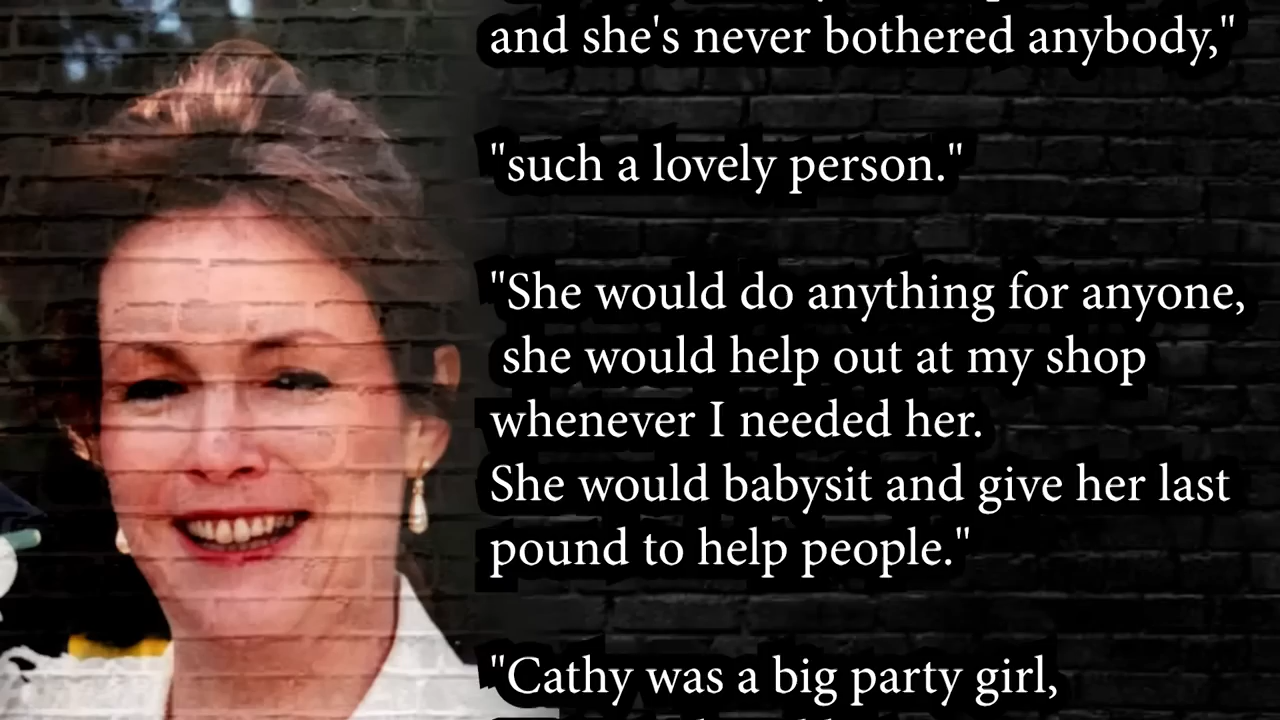 and she's never bothered anybody,"
"such a lovely person."
"She would do anything for anyone,
she would help out at my shop
whenever I needed her.
She would babysit and give her last
pound to help people."
"Cathy was a big party girl,